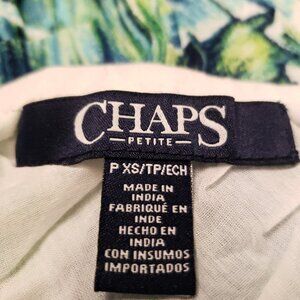 CHAPS
PETITE
P XS/TP/ECH
MADE IN
INDIA
FABRIQUÉ EN
INDE
HECHO EN
INDIA
CON INSUMOS
IMPORTADOS